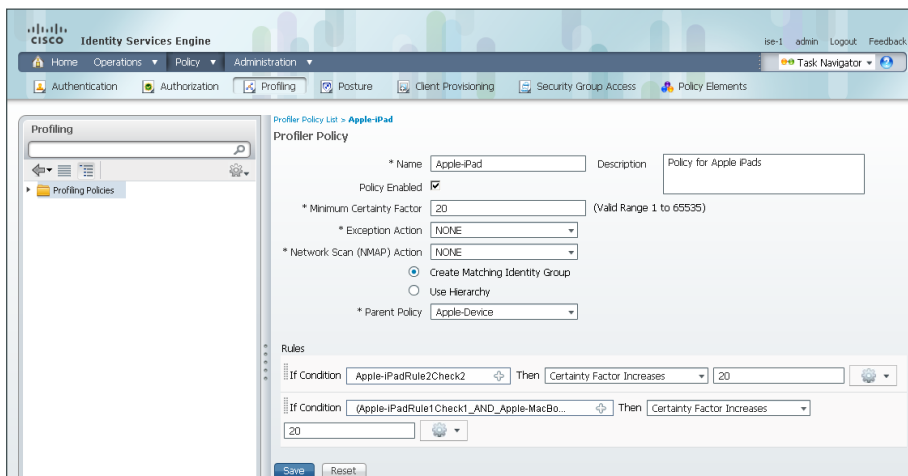 CISCO Identity Services Engine
ise-1 admin Logout Feedback
Home Operations Policy Administration Task Navigator
Authentication Authorization Profiling Posture Client Provisioning Security Group Access Policy Elements
Profiling
Profiling Policies
Profiler Policy List > Apple-iPad
Profiler Policy
* Name Apple-iPad Description Policy for Apple iPads
Policy Enabled
* Minimum Certainty Factor 20 (Valid Range 1 to 65535)
* Exception Action NONE
* Network Scan (NMAP) Action NONE
Create Matching Identity Group
Use Hierarchy
* Parent Policy Apple-Device
Rules
If Condition Apple-iPadRule2Check2 Then Certainty Factor Increases 20
If Condition (Apple-iPadRule1Check1_AND_Apple-MacBo... Then Certainty Factor Increases
20
Save Reset